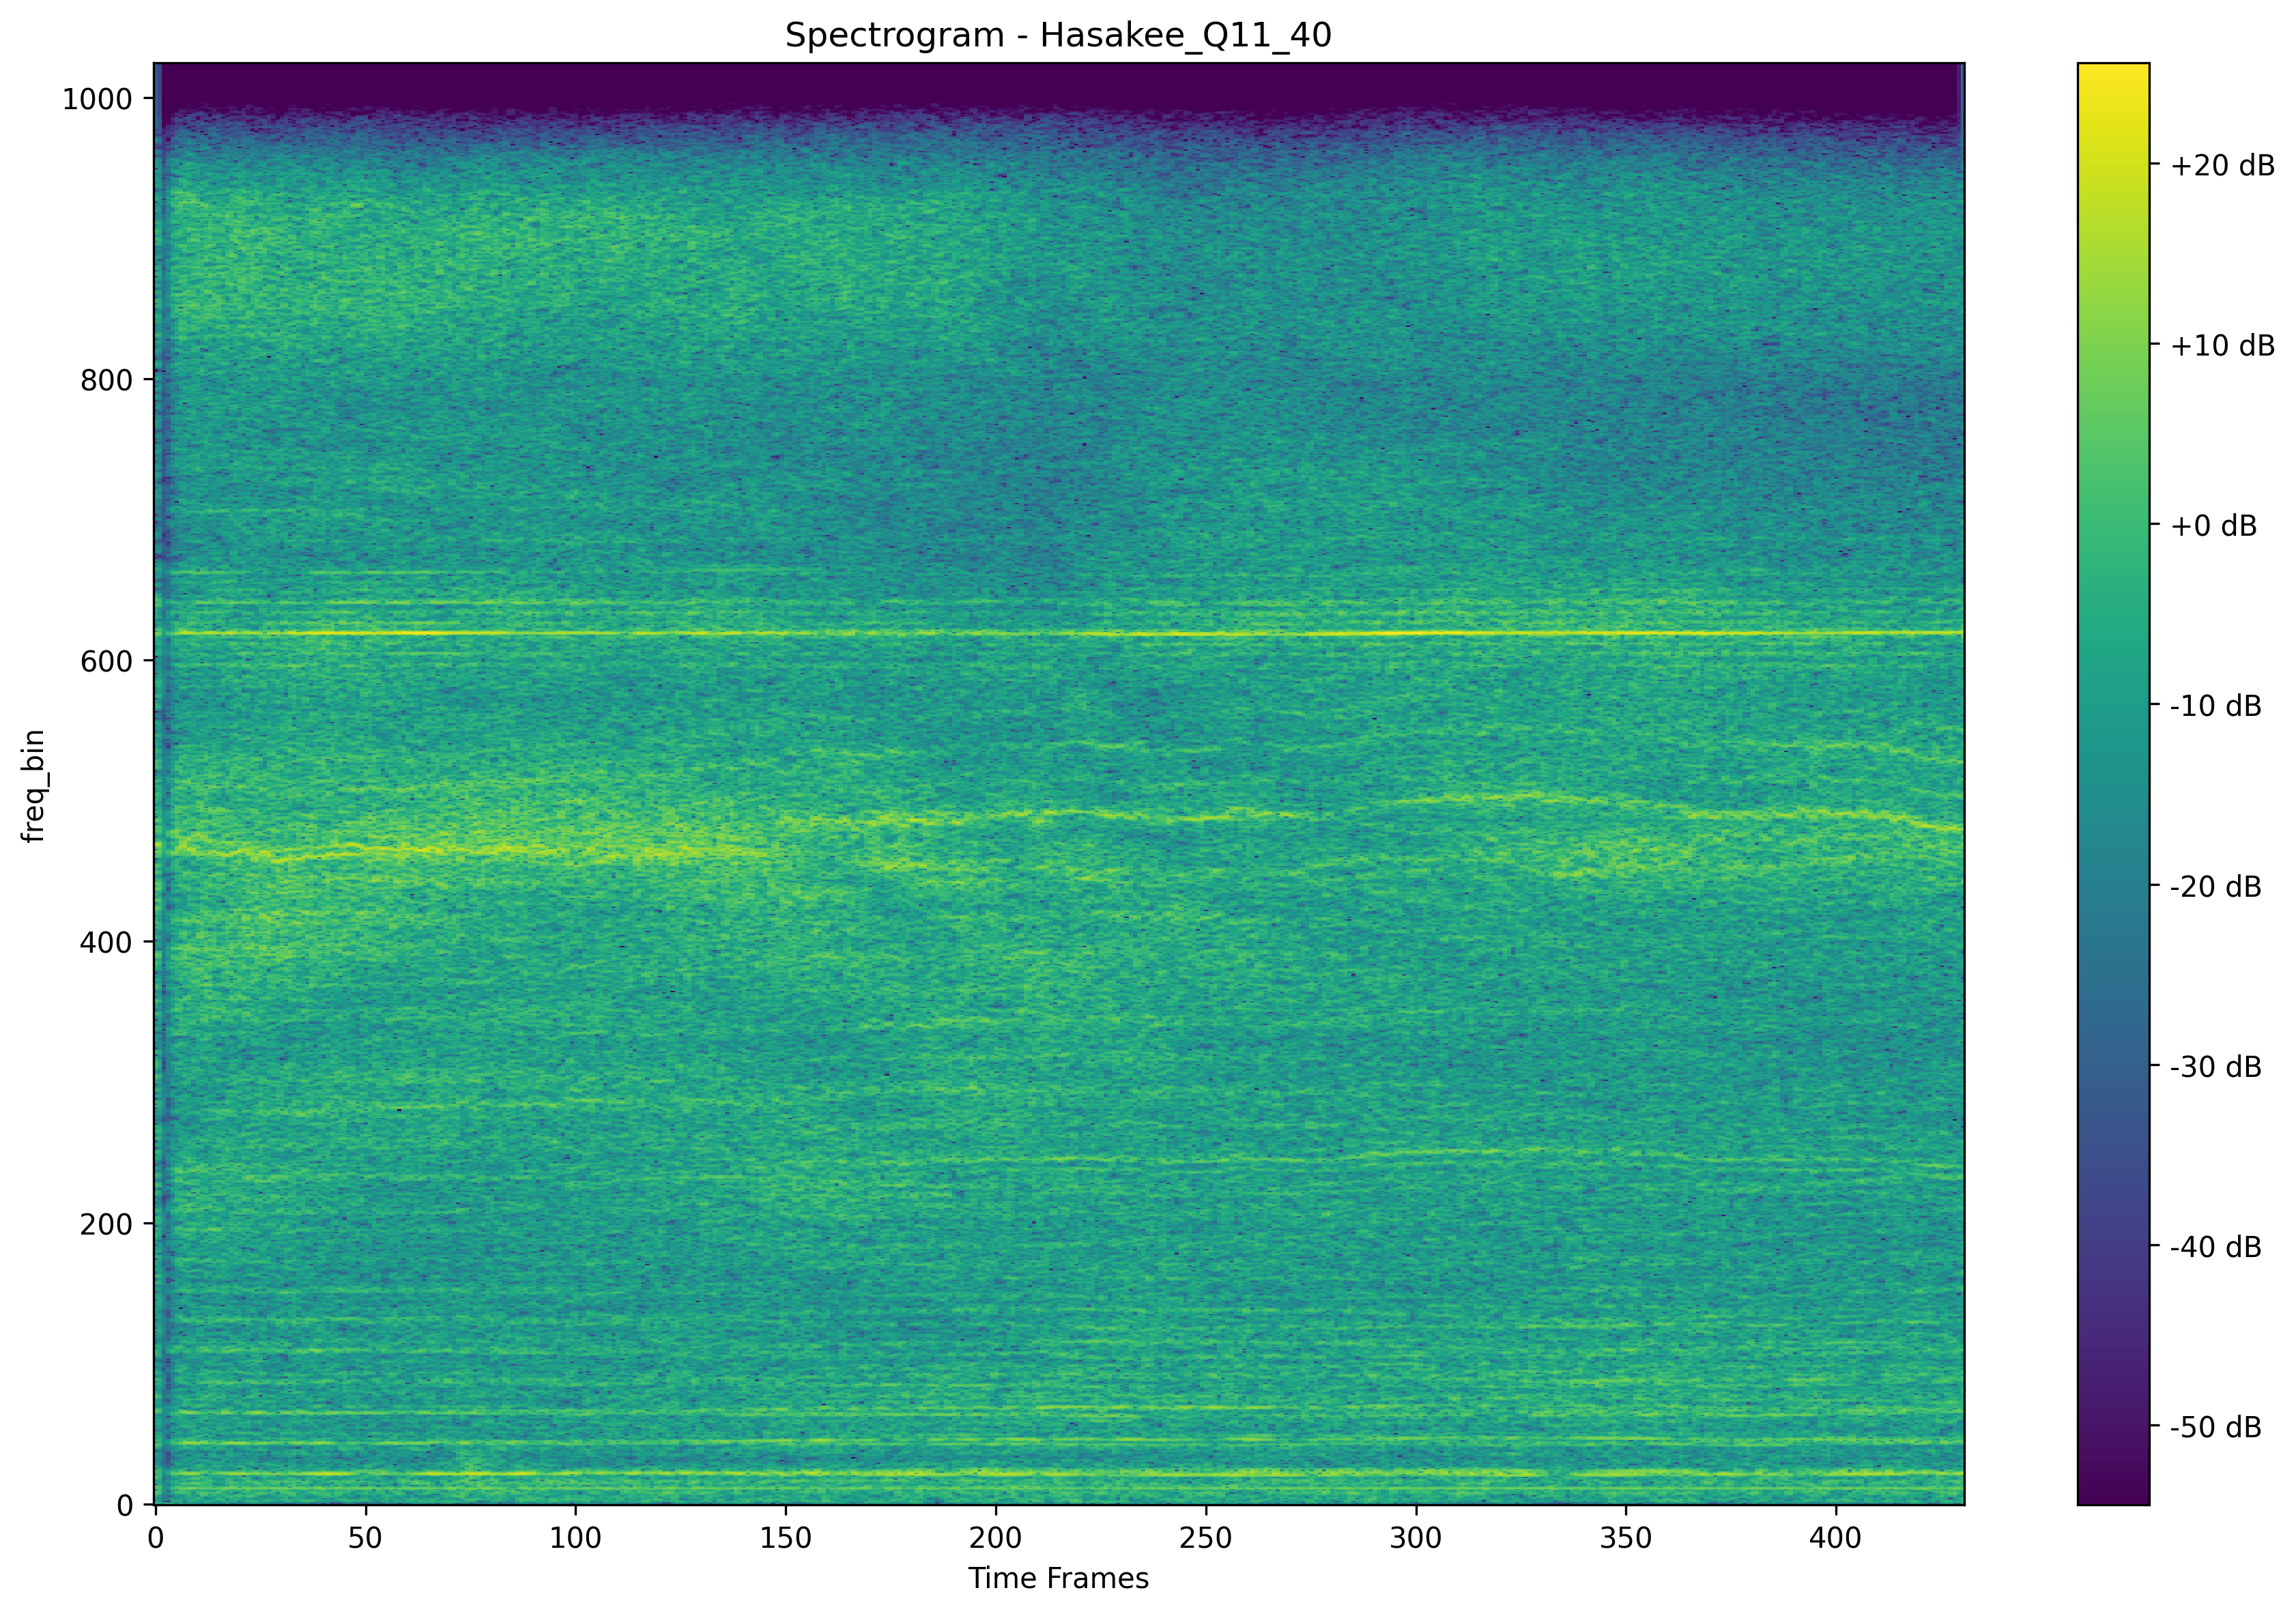 Spectrogram - Hasakee_Q11_40
1000
800
600
400
200
0
freq_bin
0
50
100
150
200
250
300
350
400
Time Frames
+20 dB
+10 dB
+0 dB
-10 dB
-20 dB
-30 dB
-40 dB
-50 dB